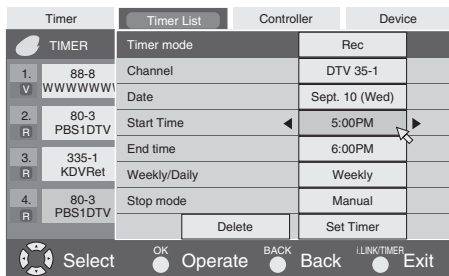 Timer Timer List Controller Device
TIMER
Timer mode Rec
1. 88-8
V WWWWWW
Channel DTV 35-1
Date Sept. 10 (Wed)
2. 80-3
R PBS1DTV
Start Time 5:00PM
End time 6:00PM
3. 335-1
R KDVRet
Weekly/Daily Weekly
4. 80-3
R PBS1DTV
Stop mode Manual
Delete Set Timer
Select OK Operate BACK Back i.LINK/TIMER Exit